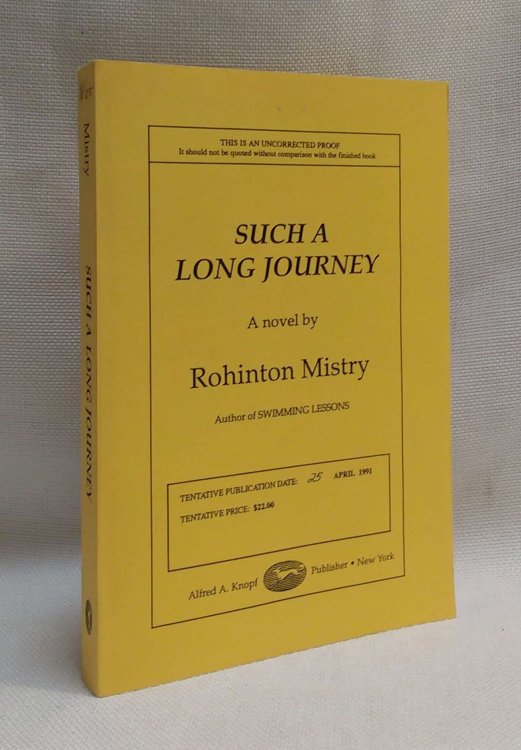 THIS IS AN UNCORRECTED PROOF
It should not be quoted without comparison with the finished book
SUCH A
LONG JOURNEY
A novel by
Rohinton Mistry
Author of SWIMMING LESSONS
TENTATIVE PUBLICATION DATE: 25 APRIL 1991
TENTATIVE PRICE: $22.00
Alfred A. Knopf Publisher • New York
Mistry
SUCH A LONG JOURNEY